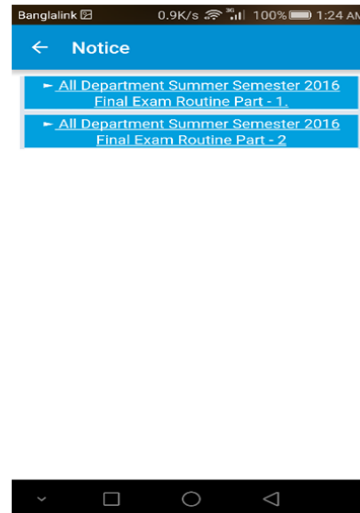 Banglalink 0.9K/s 3G 100% 1:24 AM
← Notice
► All Department Summer Semester 2016
Final Exam Routine Part - 1.
► All Department Summer Semester 2016
Final Exam Routine Part - 2